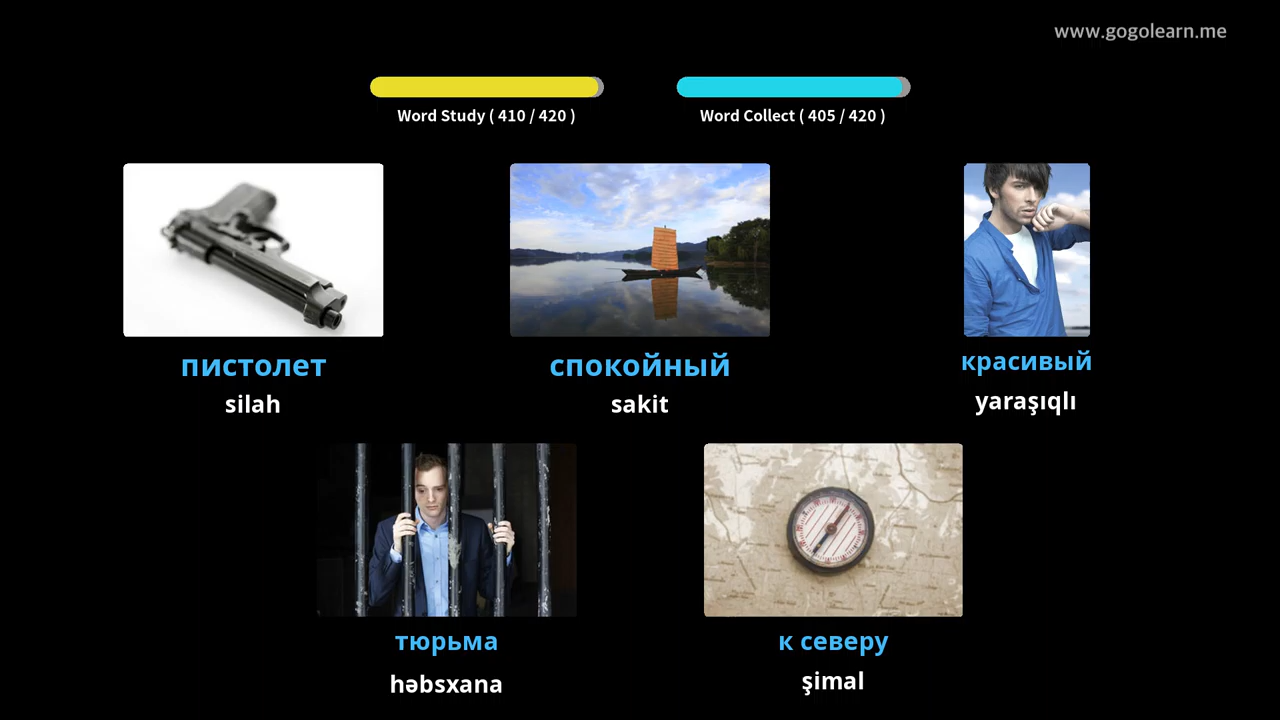 www.gogolearn.me
Word Study ( 410 / 420 )
Word Collect ( 405 / 420 )
пистолет
silah
спокойный
sakit
красивый
yaraşıqlı
тюрьма
həbsxana
к северу
şimal